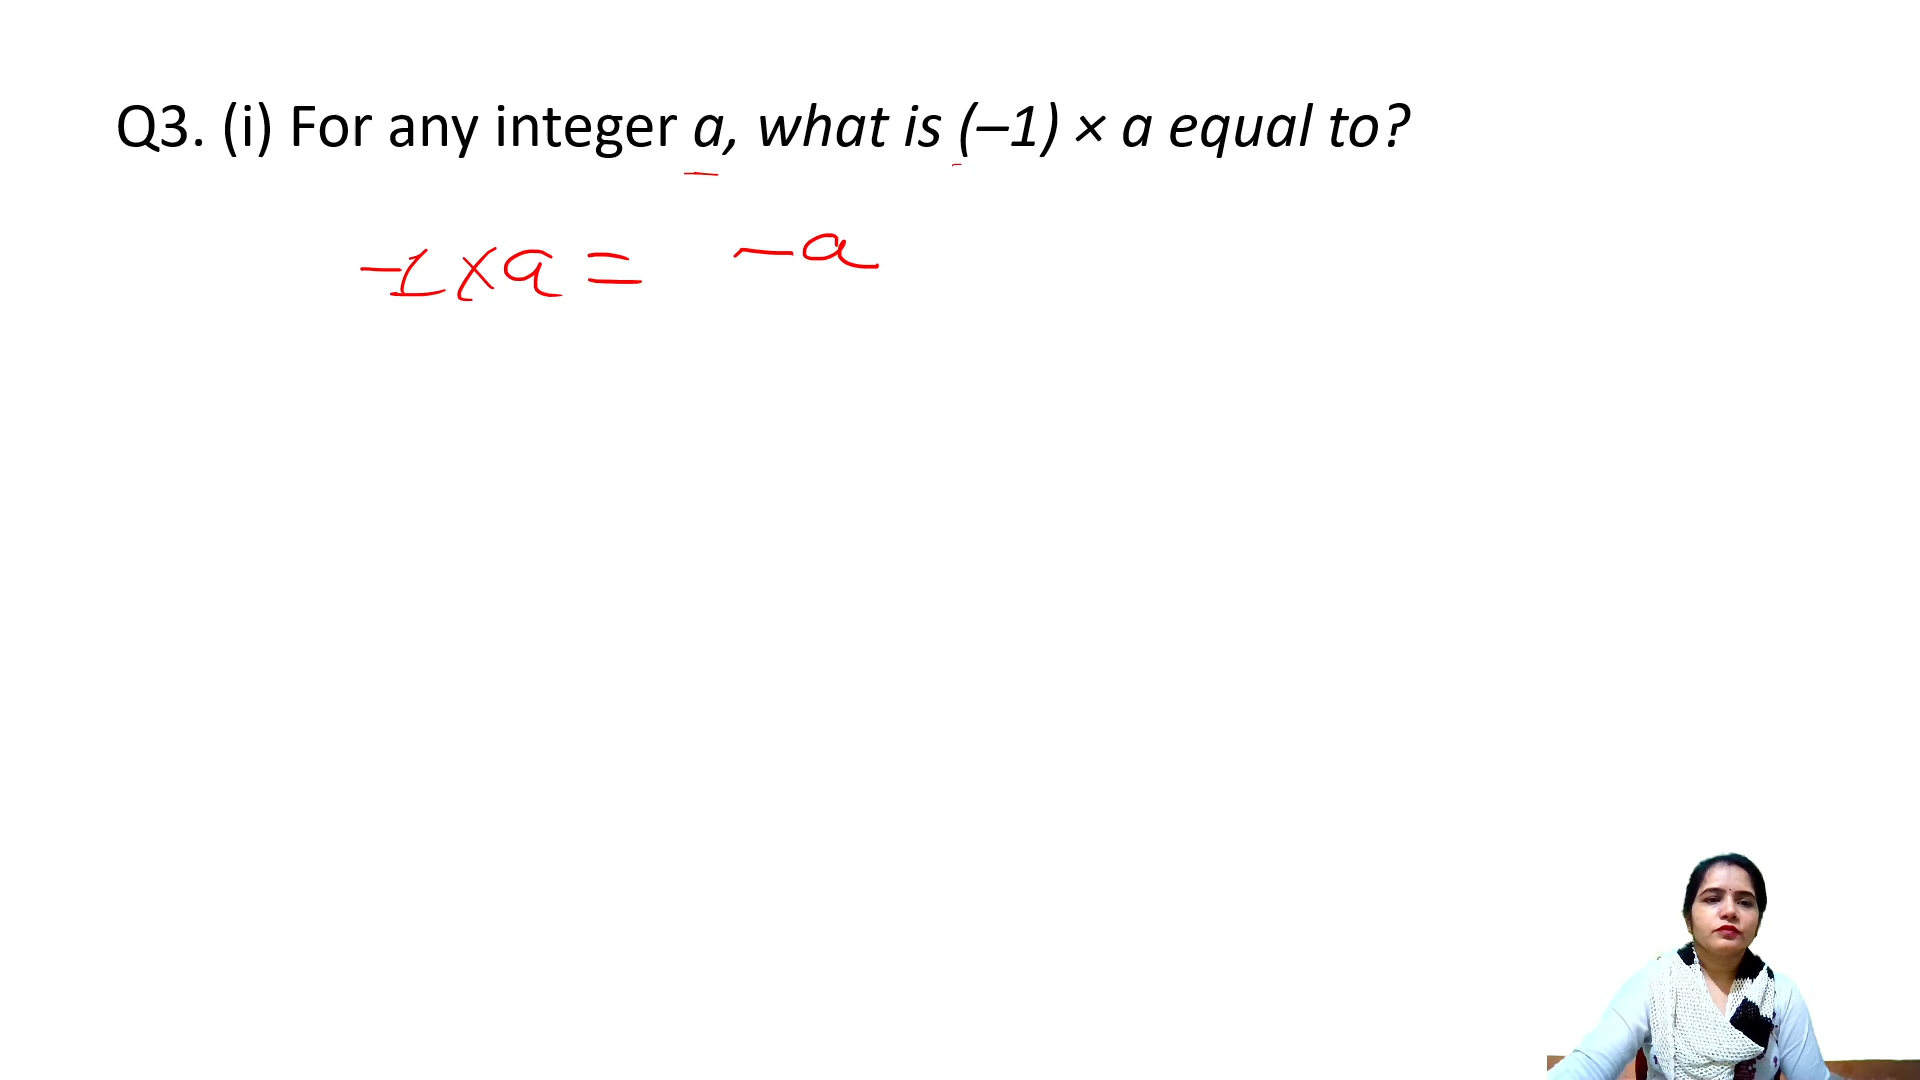 Q3. (i) For any integer a, what is (–1) × a equal to?
-1 × a = -a